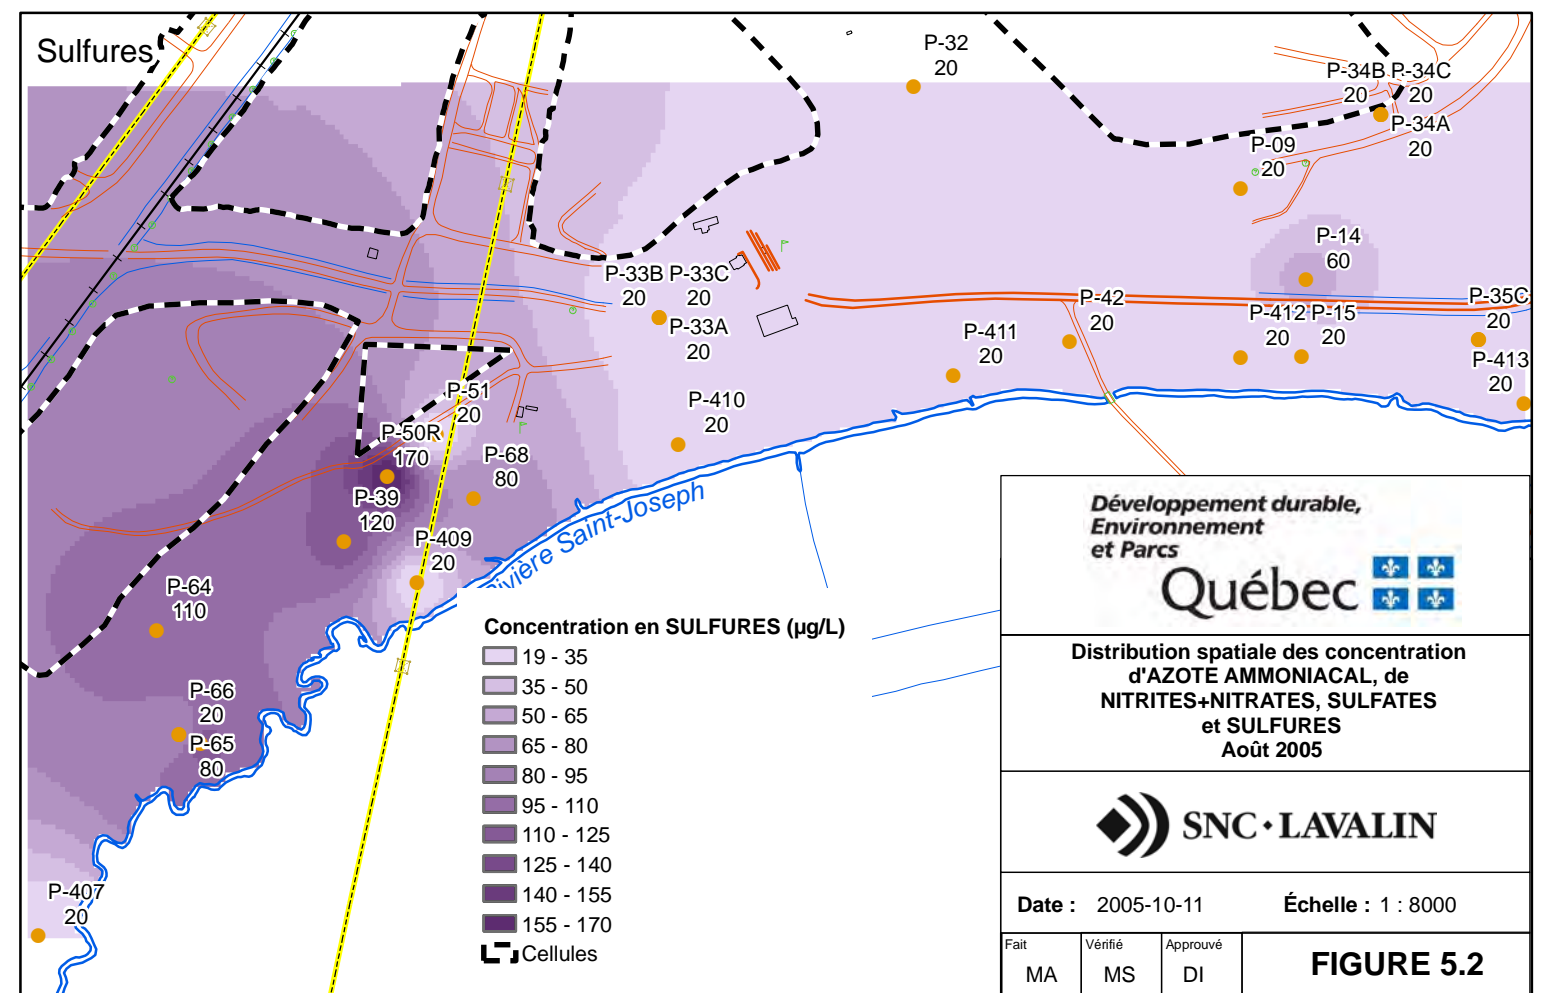 Sulfures
P-32
20
P-34B P-34C
20 20
P-34A
20
P-09
20
P-14
60
P-33B P-33C
20 20
P-33A
20
P-42
20
P-35C
20
P-411
20
P-412 P-15
20 20
P-413
20
P-51
20
P-410
20
P-50R
170
P-68
80
P-39
120
P-409
20
Rivière Saint-Joseph
P-64
110
P-66
20
P-65
80
P-407
20
Concentration en SULFURES (µg/L)
19 - 35
35 - 50
50 - 65
65 - 80
80 - 95
95 - 110
110 - 125
125 - 140
140 - 155
155 - 170
Cellules
Développement durable,
Environnement
et Parcs
Québec
Distribution spatiale des concentration
d'AZOTE AMMONIACAL, de
NITRITES+NITRATES, SULFATES
et SULFURES
Août 2005
SNC•LAVALIN
Date : 2005-10-11 Échelle : 1 : 8000
Fait Vérifié Approuvé
MA MS DI
FIGURE 5.2